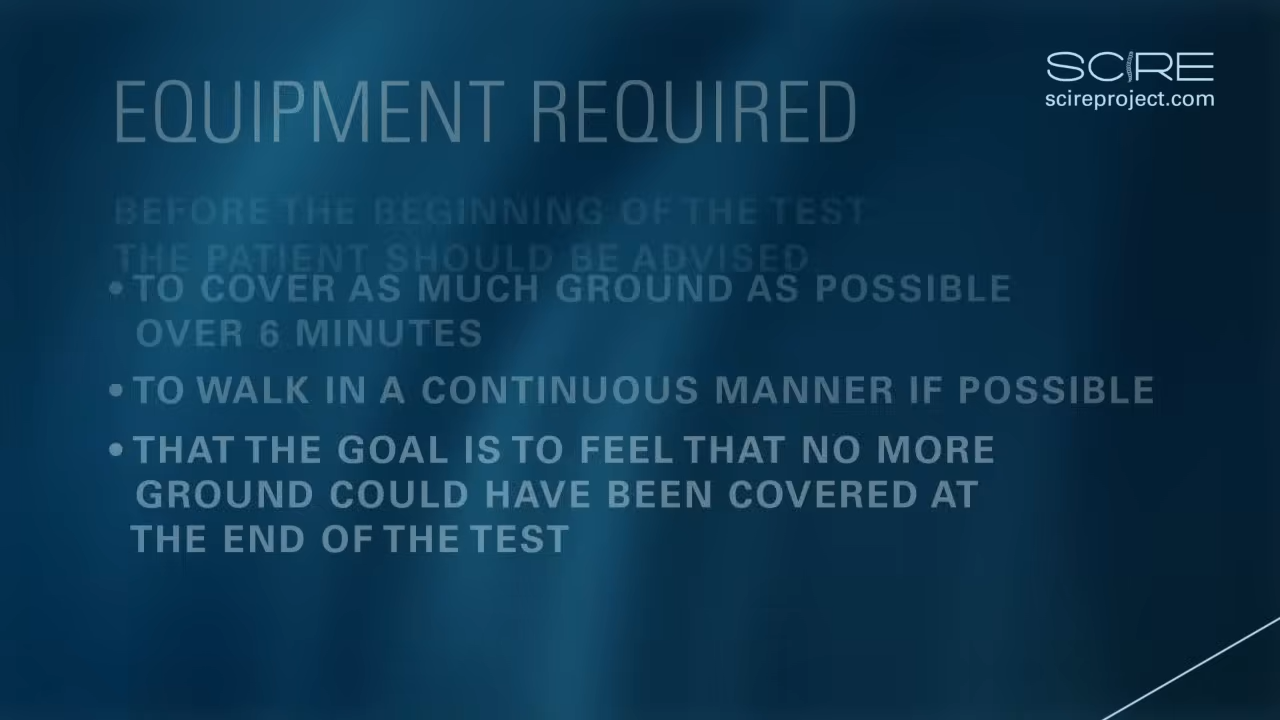 SCIRE
scireproject.com
EQUIPMENT REQUIRED
BEFORE THE BEGINNING OF THE TEST
THE PATIENT SHOULD BE ADVISED
• TO COVER AS MUCH GROUND AS POSSIBLE
OVER 6 MINUTES
• TO WALK IN A CONTINUOUS MANNER IF POSSIBLE
• THAT THE GOAL IS TO FEEL THAT NO MORE
GROUND COULD HAVE BEEN COVERED AT
THE END OF THE TEST